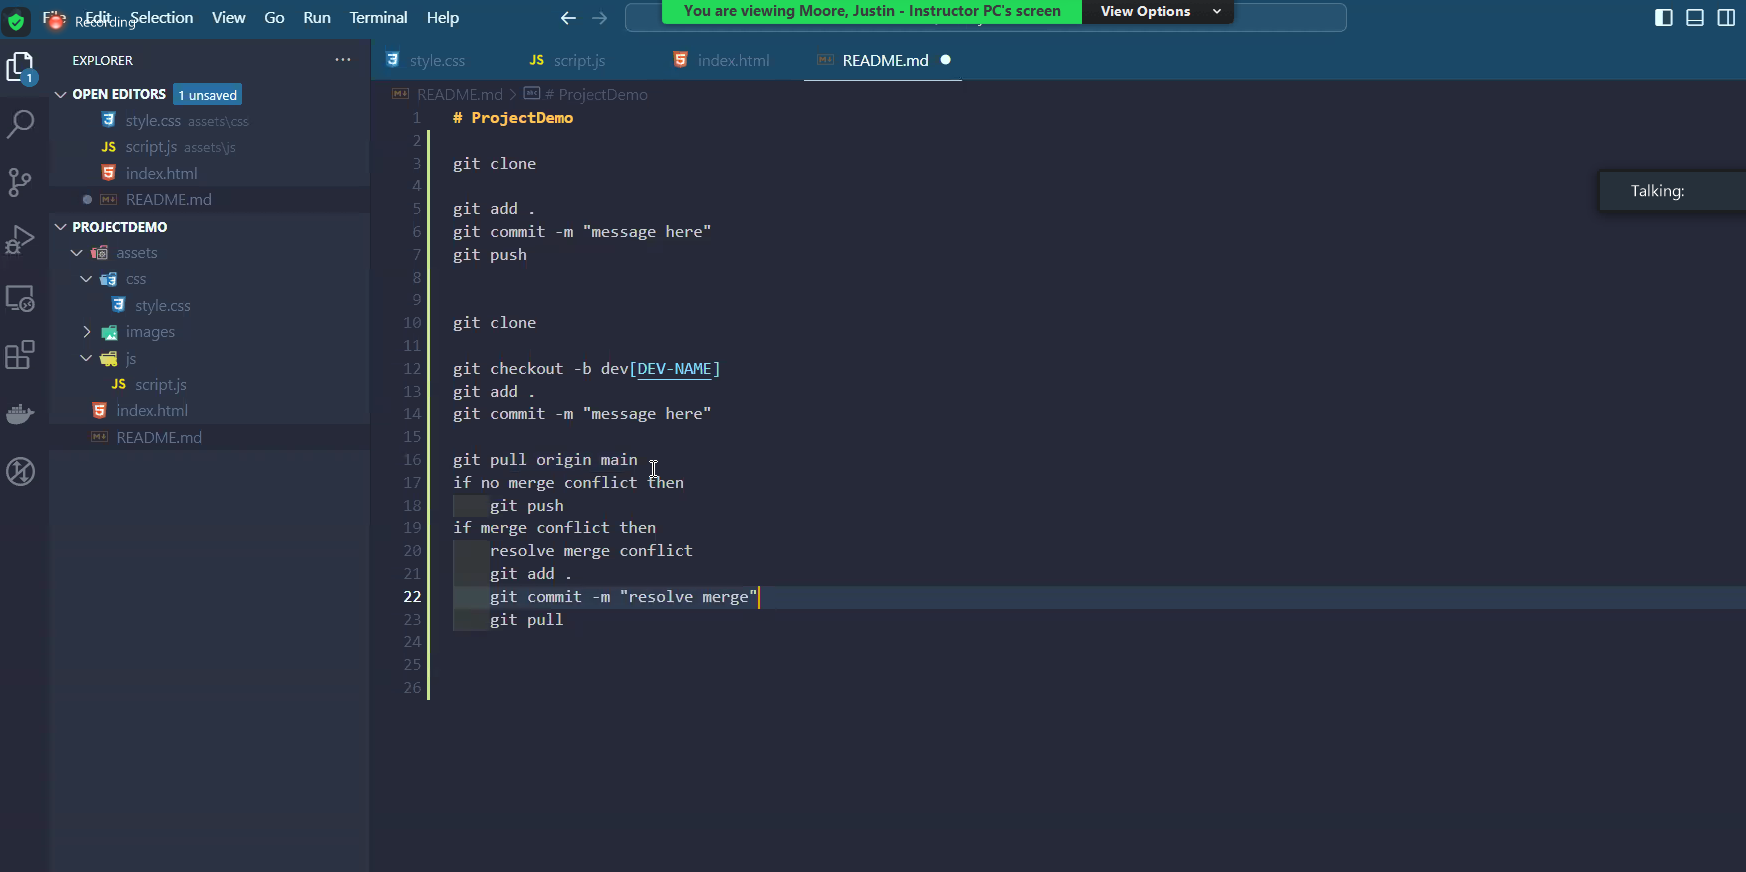 File Edit Selection View Go Run Terminal Help
Recording
You are viewing Moore, Justin - Instructor PC's screen View Options
EXPLORER
OPEN EDITORS 1 unsaved
style.css assets\css
JS script.js assets\js
index.html
README.md
PROJECTDEMO
assets
css
style.css
images
js
JS script.js
index.html
README.md
1
style.css JS script.js index.html README.md
README.md > # ProjectDemo
1 # ProjectDemo
2
3 git clone
4
5 git add .
6 git commit -m "message here"
7 git push
8
9
10 git clone
11
12 git checkout -b dev[DEV-NAME]
13 git add .
14 git commit -m "message here"
15
16 git pull origin main
17 if no merge conflict then
18 git push
19 if merge conflict then
20 resolve merge conflict
21 git add .
22 git commit -m "resolve merge"
23 git pull
24
25
26
Talking: